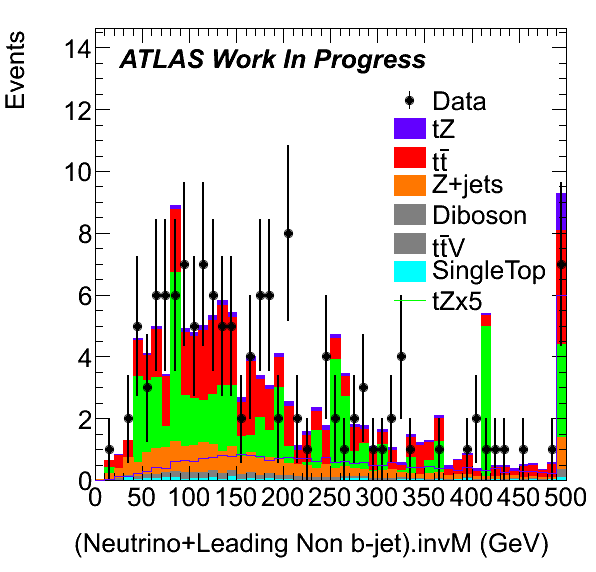 Events
14
12
10
8
6
4
2
0
ATLAS Work In Progress
Data
tZ
tt̄
Z+jets
Diboson
tt̄V
SingleTop
tZx5
0 50 100 150 200 250 300 350 400 450 500
(Neutrino+Leading Non b-jet).invM (GeV)